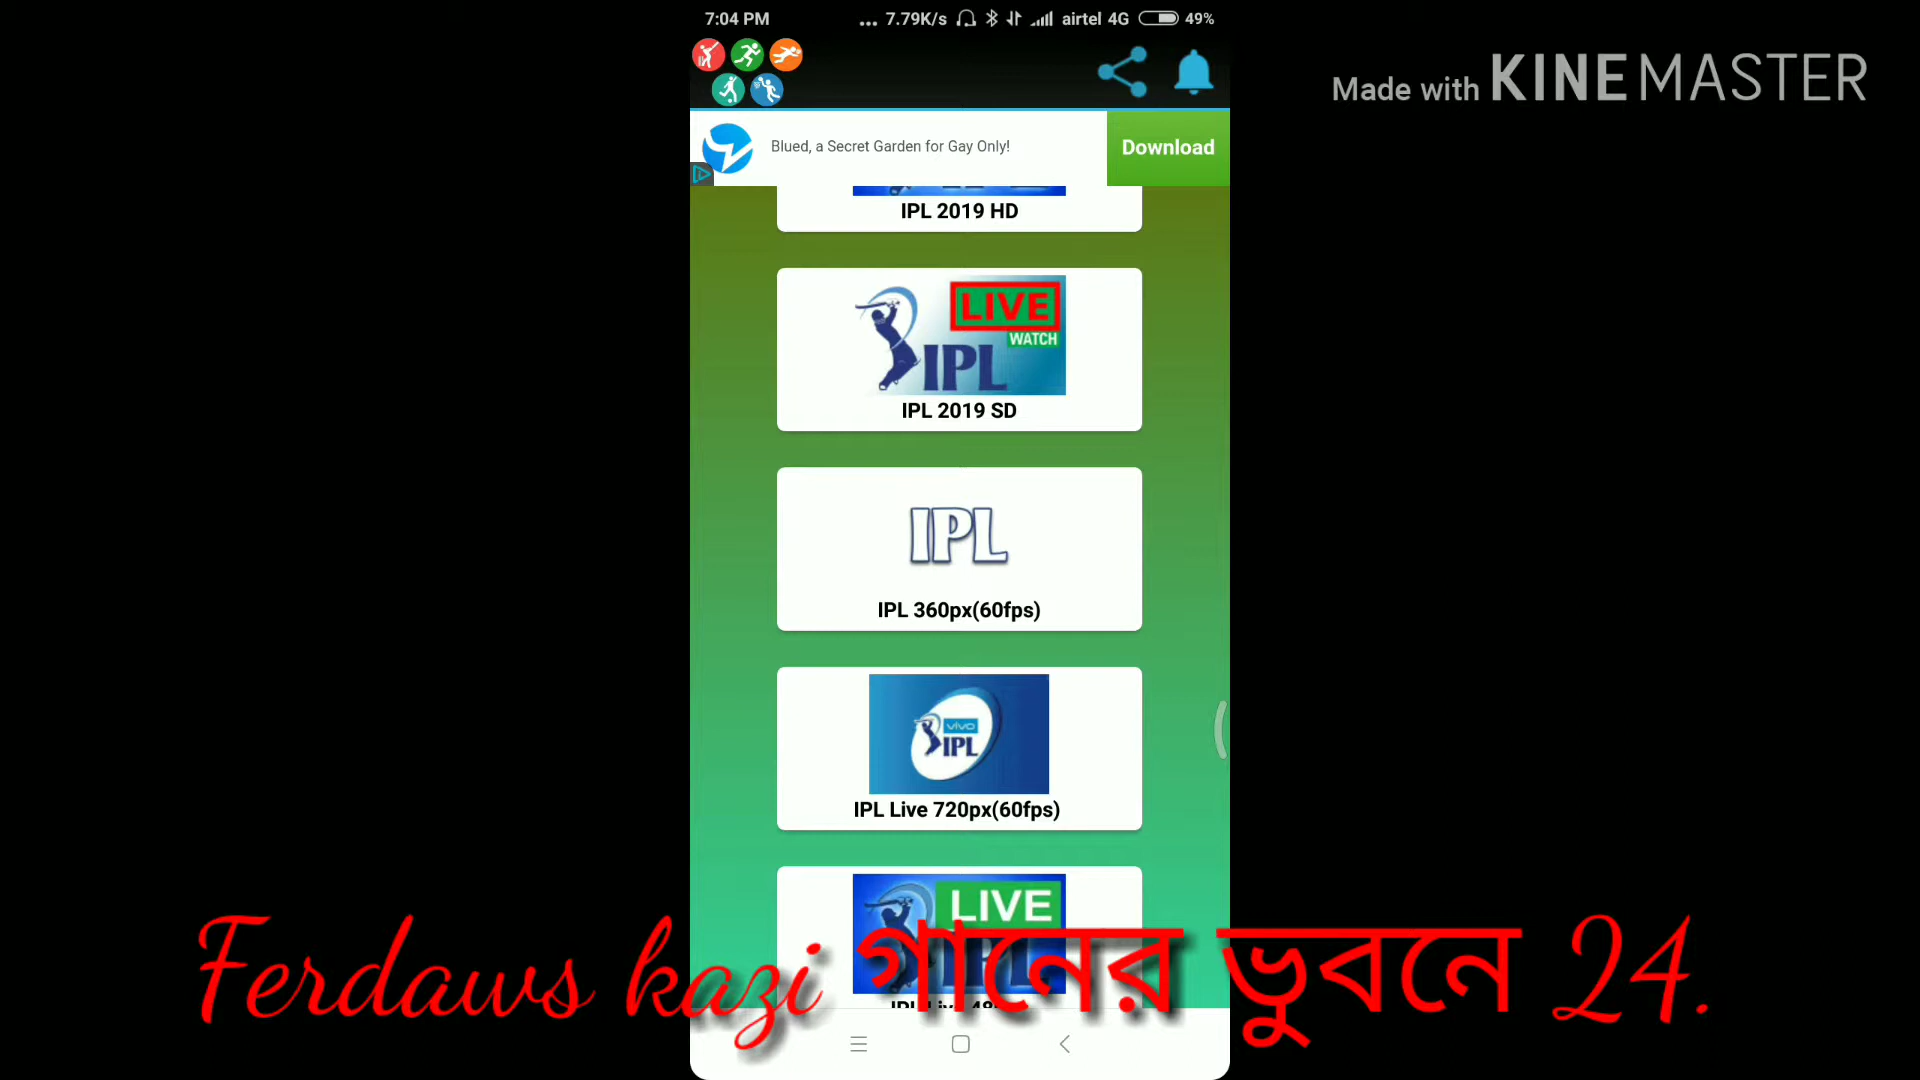 7:04 PM ... 7.79K/s airtel 4G 49%
Made with KINEMASTER
Blued, a Secret Garden for Gay Only!
Download
IPL 2019 HD
LIVE
WATCH
IPL
IPL 2019 SD
IPL
IPL 360px(60fps)
vivo
IPL
IPL Live 720px(60fps)
LIVE
IPL
Ferdaws kazi গানের ভুবনে 24.